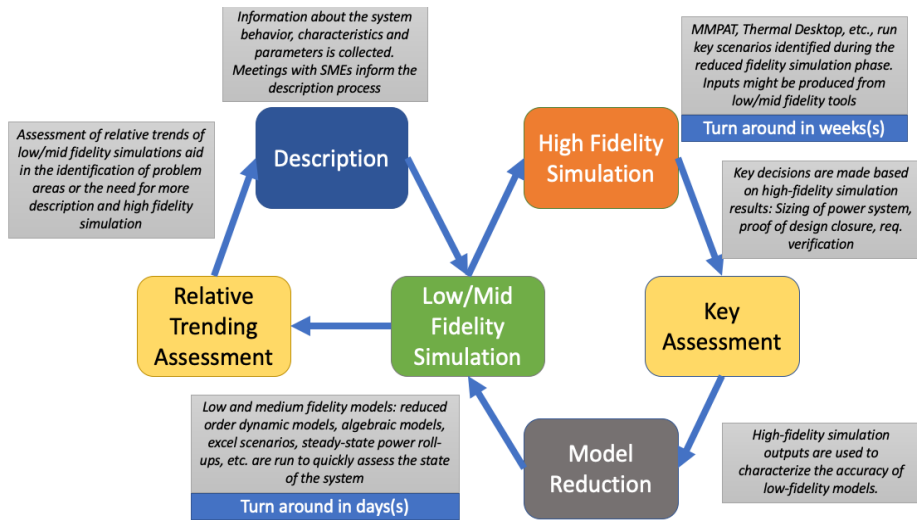 Information about the system
behavior, characteristics and
parameters is collected.
Meetings with SMEs inform the
description process
MMPAT, Thermal Desktop, etc., run
key scenarios identified during the
reduced fidelity simulation phase.
Inputs might be produced from
low/mid fidelity tools
Turn around in weeks(s)
Assessment of relative trends of
low/mid fidelity simulations aid
in the identification of problem
areas or the need for more
description and high fidelity
simulation
Description
High Fidelity
Simulation
Key decisions are made based
on high-fidelity simulation
results: Sizing of power system,
proof of design closure, req.
verification
Relative
Trending
Assessment
Low/Mid
Fidelity
Simulation
Key
Assessment
Low and medium fidelity models: reduced
order dynamic models, algebraic models,
excel scenarios, steady-state power roll-
ups, etc. are run to quickly assess the state
of the system
Turn around in days(s)
Model
Reduction
High-fidelity simulation
outputs are used to
characterize the accuracy of
low-fidelity models.